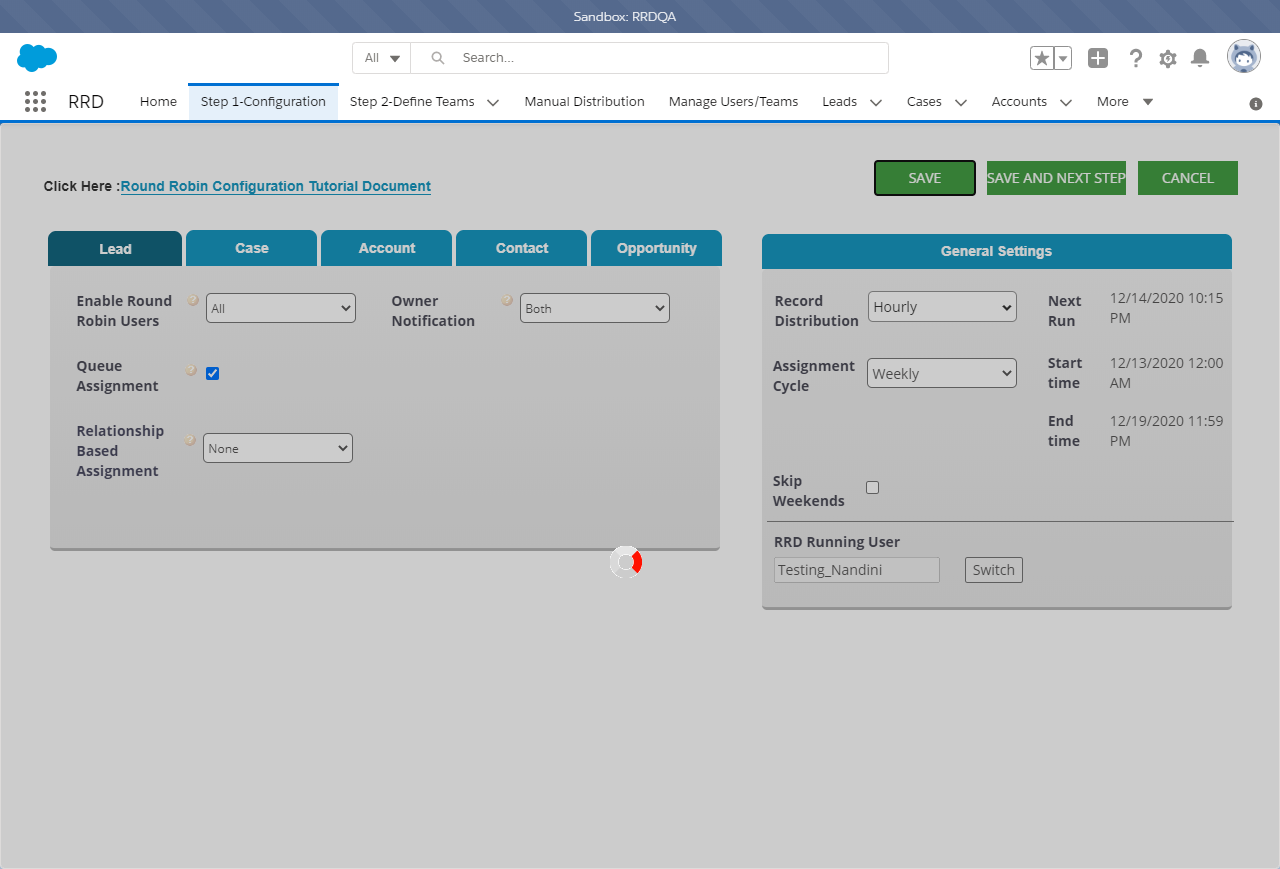 Sandbox: RRDQA
All
Search...
RRD
Home
Step 1-Configuration
Step 2-Define Teams
Manual Distribution
Manage Users/Teams
Leads
Cases
Accounts
More
Click Here :Round Robin Configuration Tutorial Document
SAVE
SAVE AND NEXT STEP
CANCEL
Lead
Case
Account
Contact
Opportunity
Enable Round
Robin Users
All
Owner
Notification
Both
Queue
Assignment
Relationship
Based
Assignment
None
General Settings
Record
Distribution
Hourly
Next
Run
12/14/2020 10:15
PM
Assignment
Cycle
Weekly
Start
time
12/13/2020 12:00
AM
End
time
12/19/2020 11:59
PM
Skip
Weekends
RRD Running User
Testing_Nandini
Switch